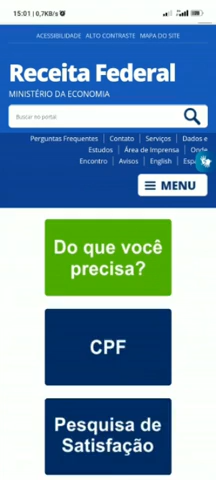 15:01 | 0,7KB/s
ACESSIBILIDADE ALTO CONTRASTE MAPA DO SITE
Receita Federal
MINISTÉRIO DA ECONOMIA
Buscar no portal
Perguntas Frequentes | Contato | Serviços | Dados e
Estudos | Área de Imprensa | Onde
Encontro | Avisos | English |
MENU
Do que você
precisa?
CPF
Pesquisa de
Satisfação